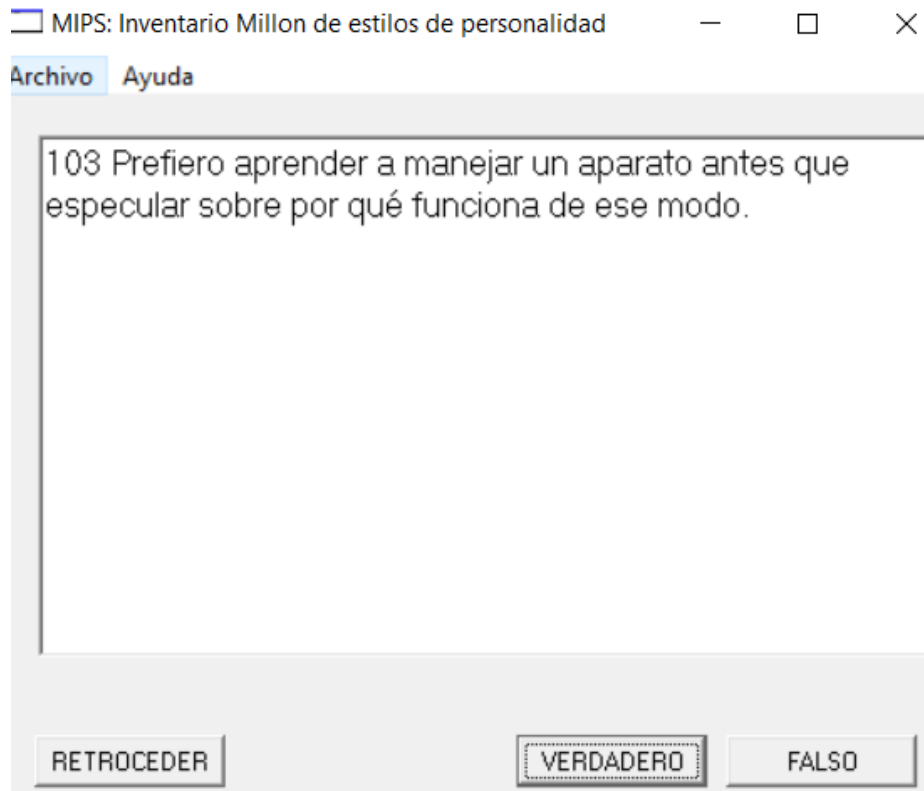 MIPS: Inventario Millon de estilos de personalidad
Archivo Ayuda
103 Prefiero aprender a manejar un aparato antes que
especular sobre por qué funciona de ese modo.
RETROCEDER VERDADERO FALSO